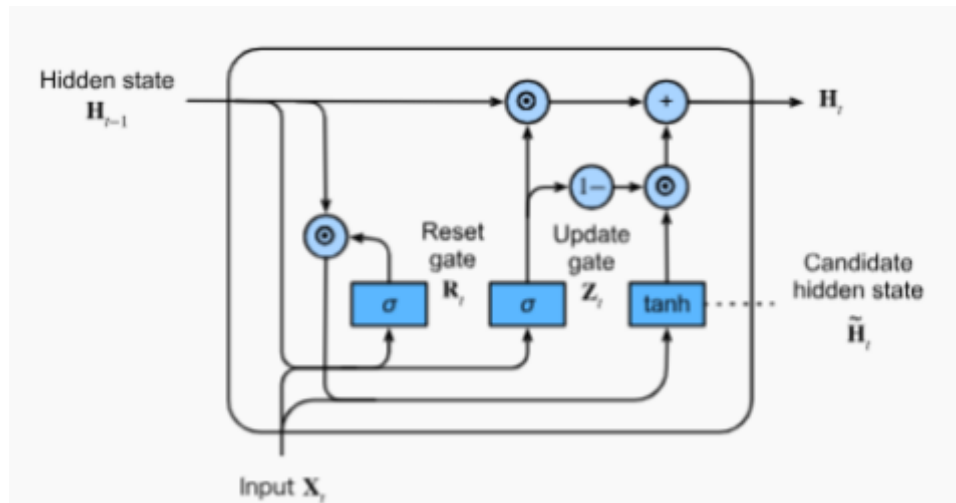 Hidden state
H_{t−1}
H_t
1−
Reset
gate
R_t
Update
gate
Z_t
Candidate
hidden state
H̃_t
σ
σ
tanh
+
Input X_t